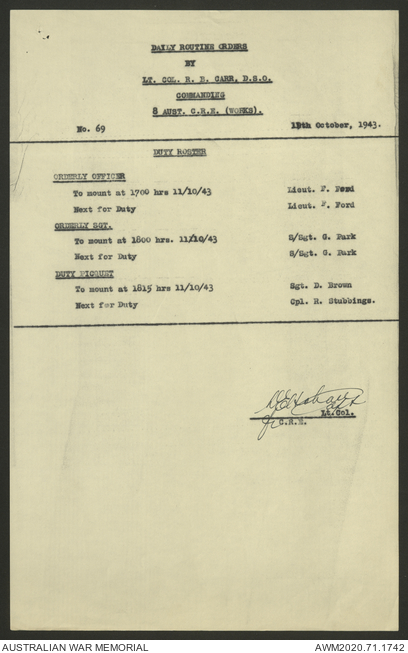 DAILY ROUTINE ORDERS
BY
LT. COL. R. B. CARR, D.S.O.
COMMANDING
8 AUST. C.R.E. (WORKS).
No. 69 October, 1943.
DUTY ROSTER
ORDERLY OFFICER
To mount at 1700 hrs 11/10/43 Lieut. F. Ford
Next for Duty Lieut. F. Ford
ORDERLY SGT.
To mount at 1800 hrs. 11/10/43 S/Sgt. G. Park
Next for Duty S/Sgt. G. Park
DUTY PICQUET
To mount at 1815 hrs 11/10/43 Sgt. D. Brown
Next for Duty Cpl. R. Stubbings.
Lt/Col.
C.R.E.
AUSTRALIAN WAR MEMORIAL AWM2020.71.1742